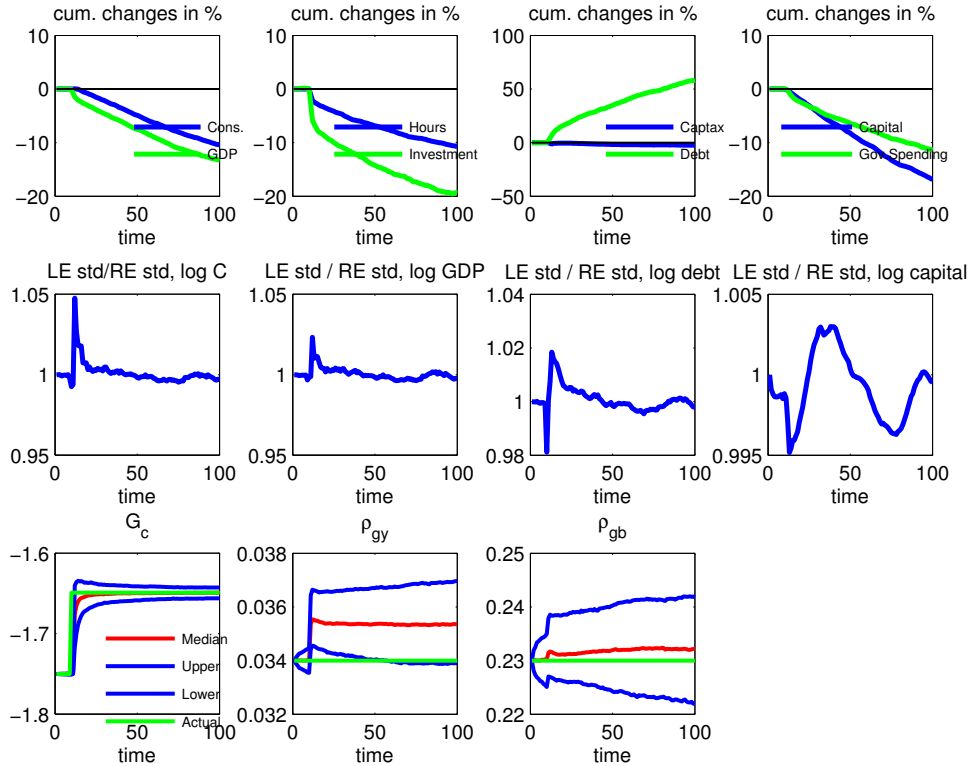 cum. changes in %
cum. changes in %
cum. changes in %
cum. changes in %
10
0
−10
−20
Cons.
GDP
0 50 100
time
10
0
−10
−20
Hours
Investment
0 50 100
time
100
50
0
−50
Captax
Debt
0 50 100
time
10
0
−10
−20
Capital
Gov.Spending
0 50 100
time
LE std/RE std, log C
LE std / RE std, log GDP
LE std / RE std, log debt
LE std / RE std, log capital
1.05
1
0.95
0 50 100
time
1.05
1
0.95
0 50 100
time
1.04
1.02
1
0.98
0 50 100
time
1.005
1
0.995
0 50 100
time
G_c
ρ_gy
ρ_gb
−1.6
−1.7
−1.8
Median
Upper
Lower
Actual
0 50 100
time
0.038
0.036
0.034
0.032
0 50 100
time
0.25
0.24
0.23
0.22
0 50 100
time